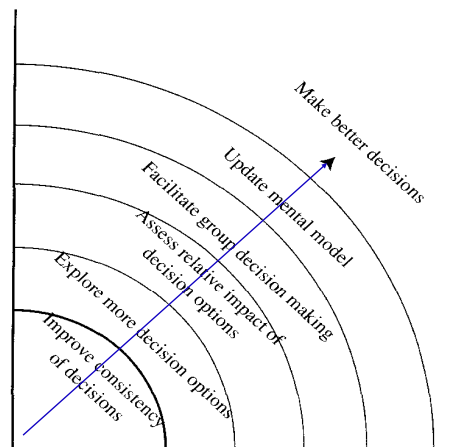 Make better decisions
Update mental model
Facilitate group decision making
Assess relative impact of
decision options
Explore more decision options
Improve consistency
of decisions